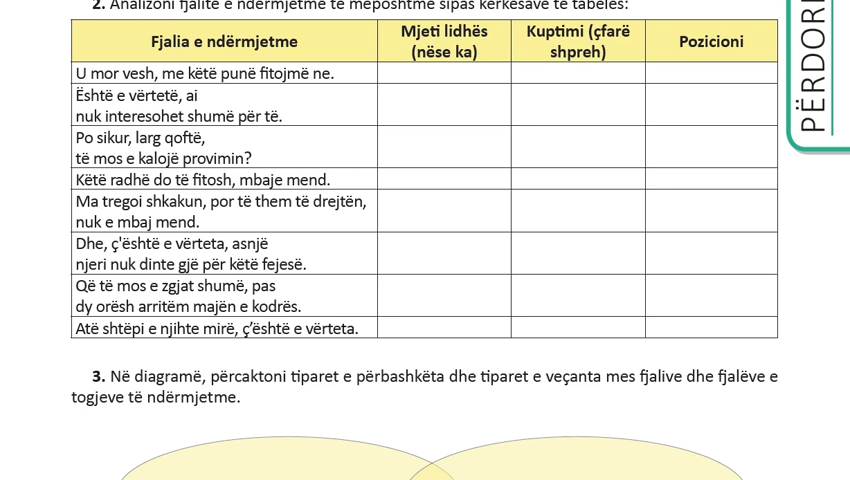 2. Analizoni fjalitë e ndërmjetme të mëposhtme sipas kërkesave të tabelës:
Fjalia e ndërmjetme
Mjeti lidhës
(nëse ka)
Kuptimi (çfarë
shpreh)
Pozicioni
U mor vesh, me këtë punë fitojmë ne.
Është e vërtetë, ai
nuk interesohet shumë për të.
Po sikur, larg qoftë,
të mos e kalojë provimin?
Këtë radhë do të fitosh, mbaje mend.
Ma tregoi shkakun, por të them të drejtën,
nuk e mbaj mend.
Dhe, ç'është e vërteta, asnjë
njeri nuk dinte gjë për këtë fejesë.
Që të mos e zgjat shumë, pas
dy orësh arritëm majën e kodrës.
Atë shtëpi e njihte mirë, ç’është e vërteta.
3. Në diagramë, përcaktoni tiparet e përbashkëta dhe tiparet e veçanta mes fjalive dhe fjalëve e
togjeve të ndërmjetme.